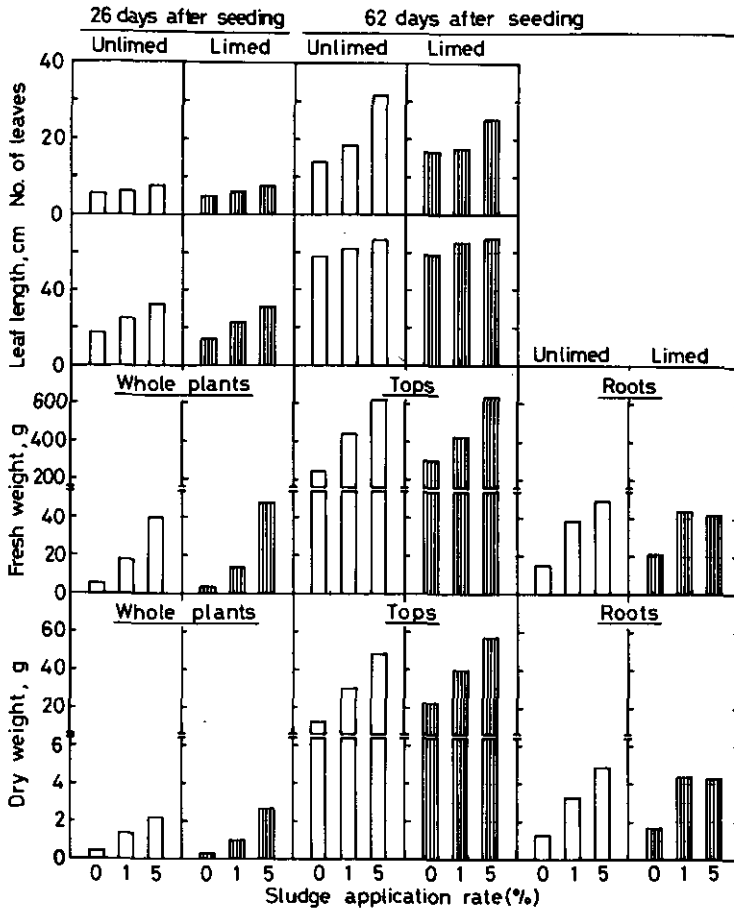 26 days after seeding 62 days after seeding
Unlimed Limed Unlimed Limed
No. of leaves
40
20
0
Leaf length, cm
40
0
Unlimed Limed
Whole plants Tops Roots
Fresh weight, g
600
400
200
40
20
0
Whole plants Tops Roots
Dry weight, g
40
20
6
4
2
0
0 1 5 0 1 5 0 1 5 0 1 5 0 1 5 0 1 5
Sludge application rate(%)